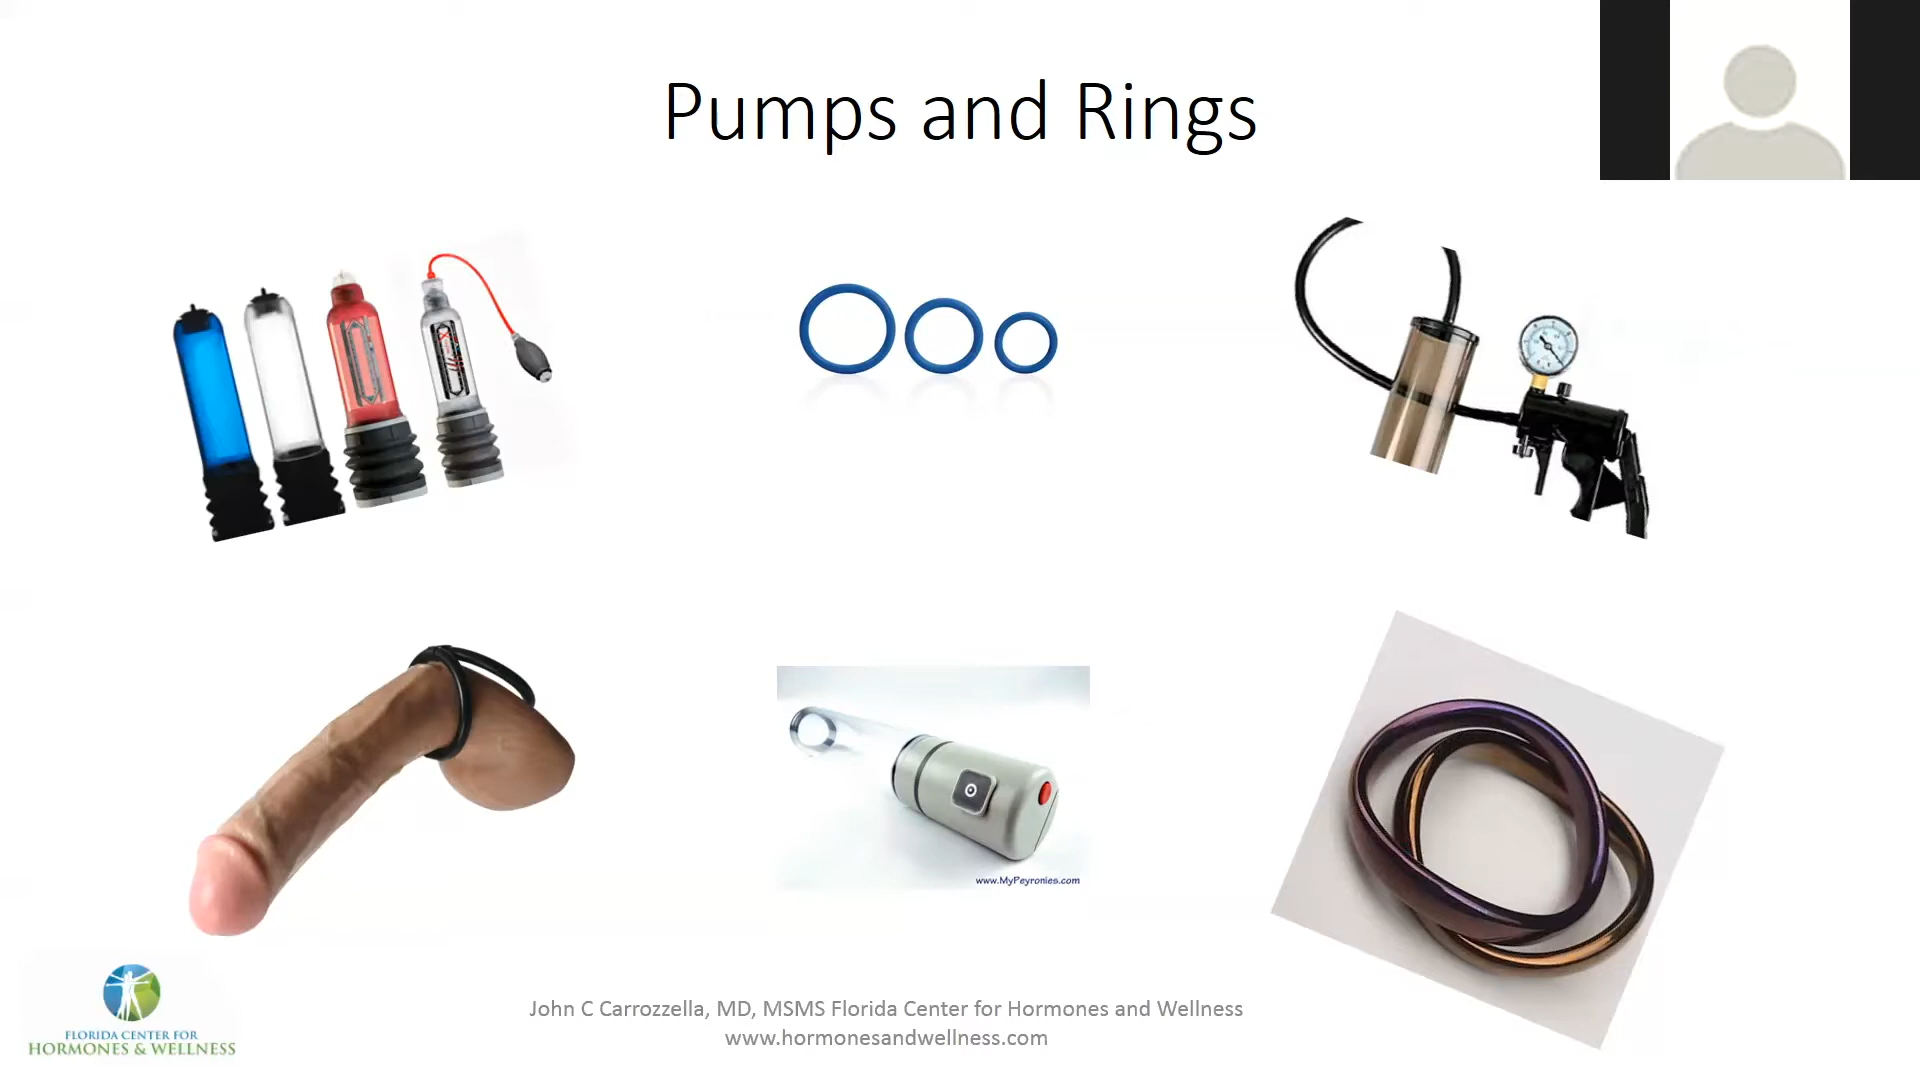 Pumps and Rings
www.MyPeyronies.com
John C Carrozzella, MD, MSMS Florida Center for Hormones and Wellness
www.hormonesandwellness.com
FLORIDA CENTER FOR
HORMONES & WELLNESS